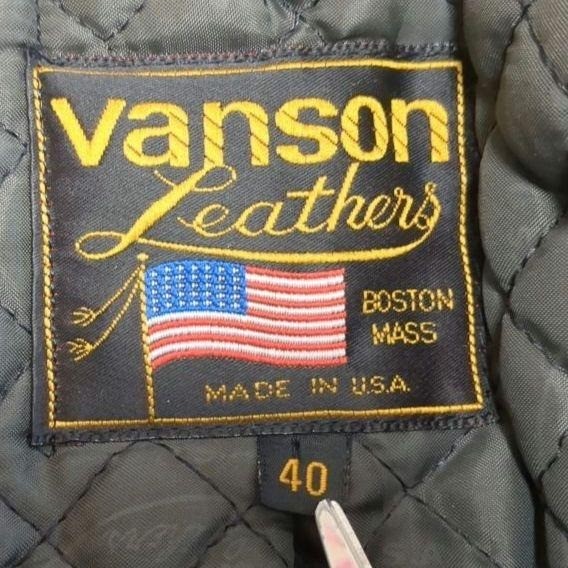 vanson
Leathers
BOSTON
MASS
MADE IN U.S.A.
40